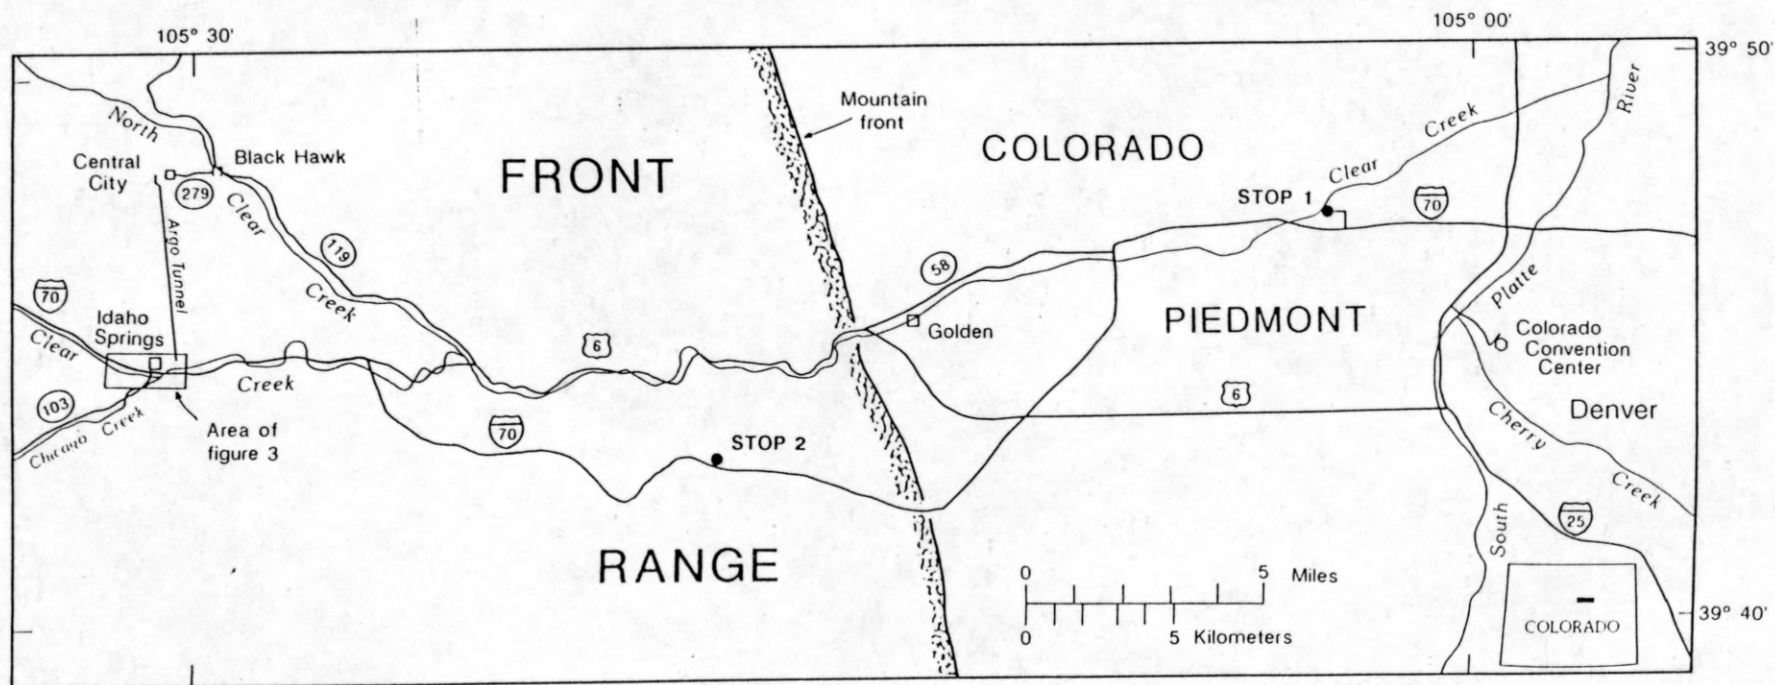 105° 30'
105° 00'
39° 50'
North
Central
City
Black Hawk
279
Clear
119
Creek
Argo Tunnel
FRONT
Mountain
front
COLORADO
Clear
Creek
River
STOP 1
70
58
Platte
70
Idaho
Springs
Clear
Creek
6
Golden
PIEDMONT
Colorado
Convention
Center
6
Denver
103
Chicago Creek
Area of
figure 3
70
STOP 2
Cherry
Creek
25
South
RANGE
0 5 Miles
0 5 Kilometers
COLORADO
39° 40'